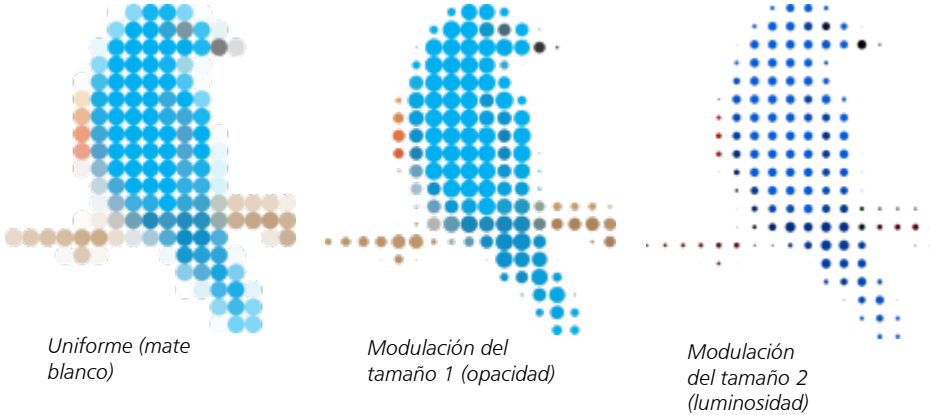 Uniforme (mate
blanco)
Modulación del
tamaño 1 (opacidad)
Modulación
del tamaño 2
(luminosidad)